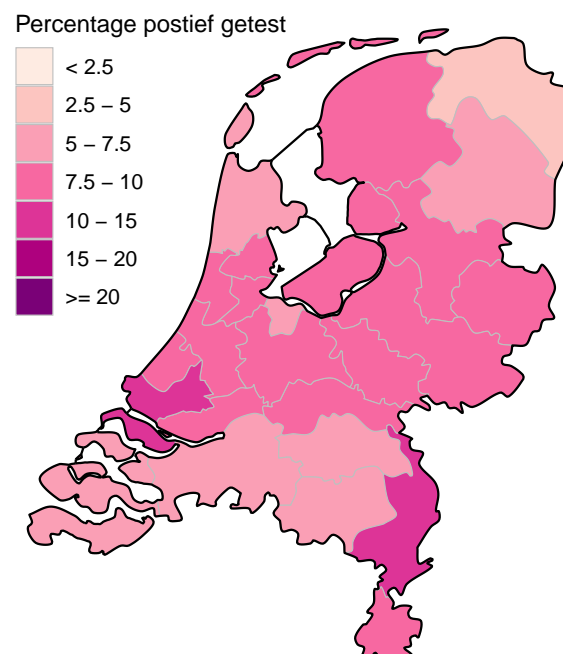 Percentage postief getest
< 2.5
2.5 – 5
5 – 7.5
7.5 – 10
10 – 15
15 – 20
>= 20